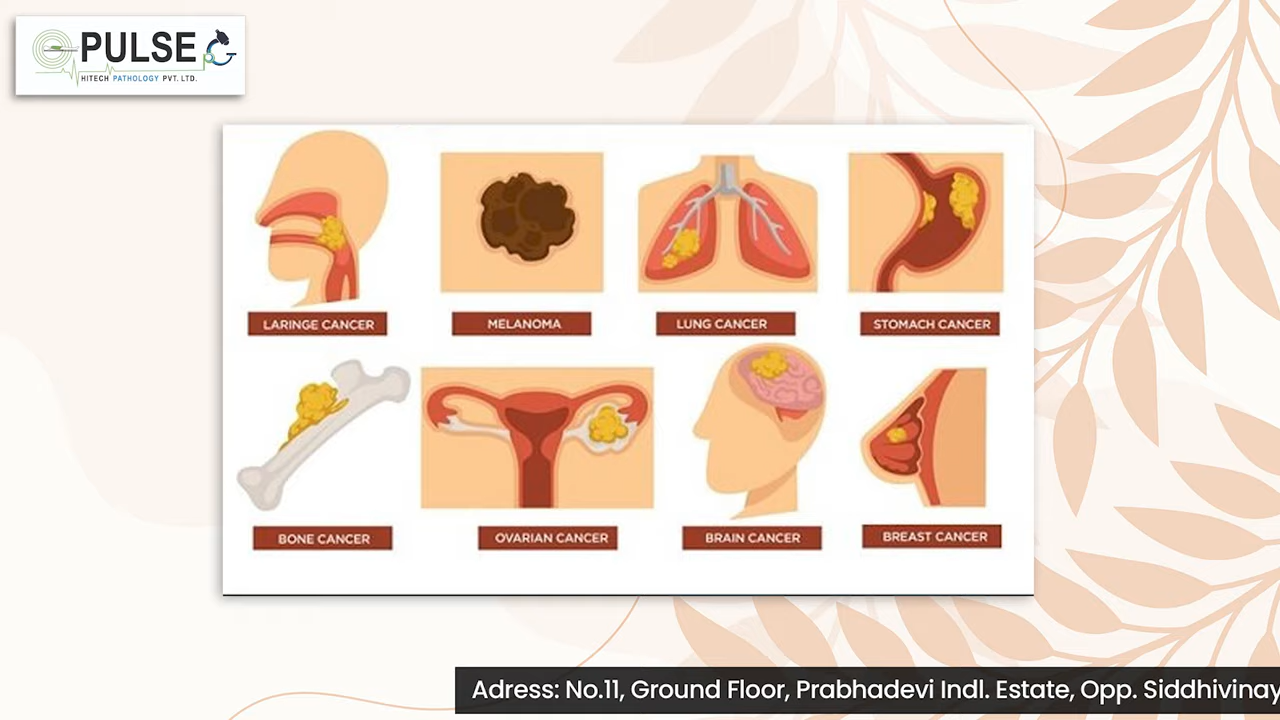 PULSE
HITECH PATHOLOGY PVT. LTD.
LARINGE CANCER
MELANOMA
LUNG CANCER
STOMACH CANCER
BONE CANCER
OVARIAN CANCER
BRAIN CANCER
BREAST CANCER
Adress: No.11, Ground Floor, Prabhadevi Indl. Estate, Opp. Siddhivinay